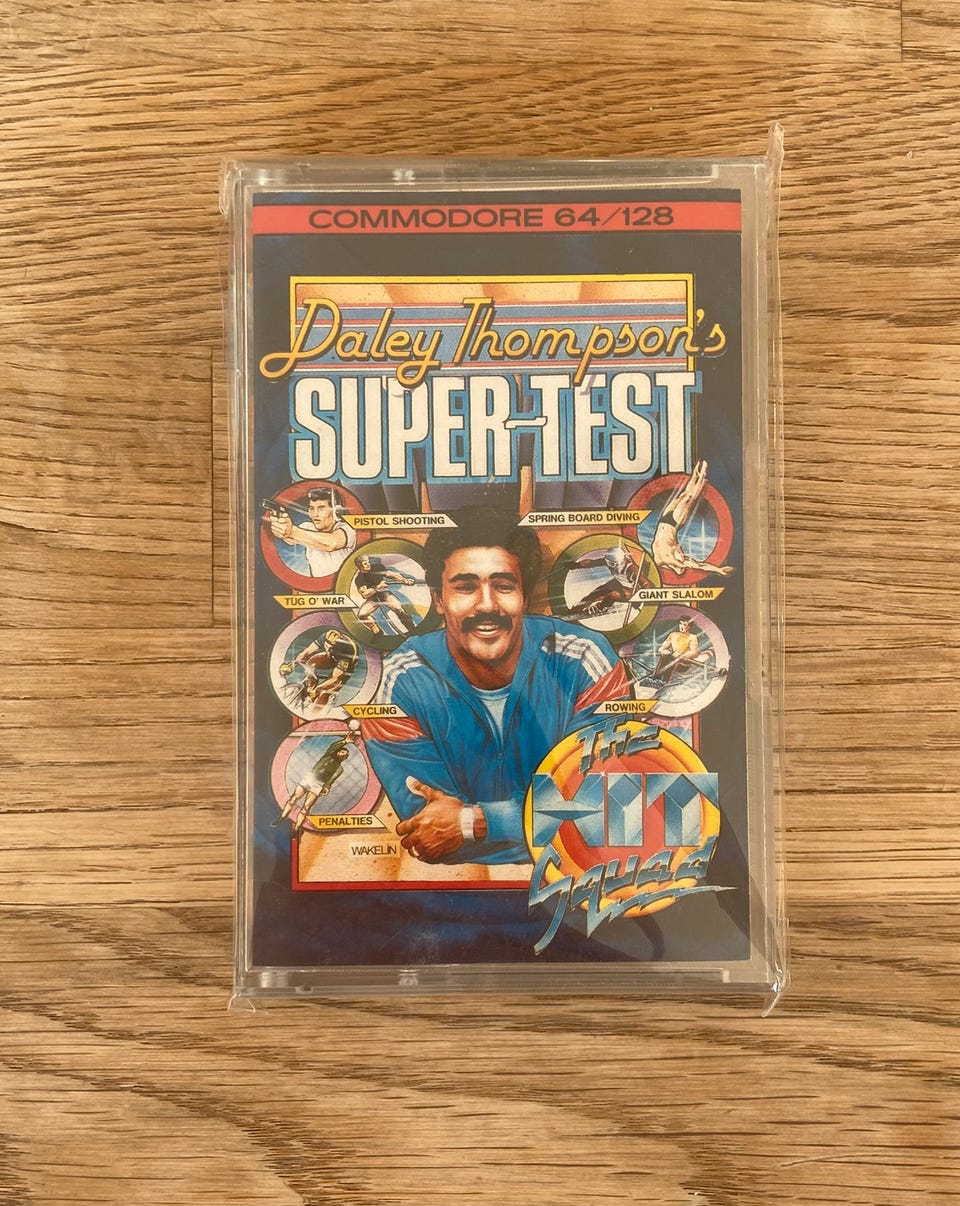 COMMODORE 64/128
Daley Thompson's
SUPER-TEST
PISTOL SHOOTING
SPRING BOARD DIVING
TUG O' WAR
GIANT SLALOM
CYCLING
ROWING
PENALTIES
WAKELIN
The
HIT
Squad